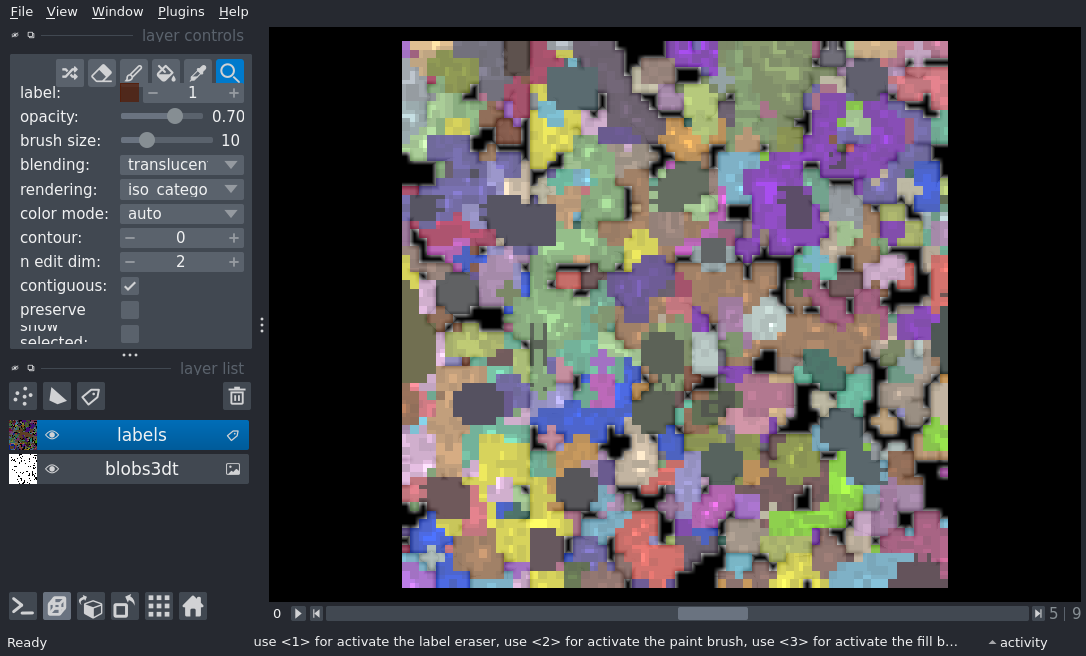 File View Window Plugins Help
layer controls
label: 1
opacity: 0.70
brush size: 10
blending: translucen
rendering: iso_catego
color mode: auto
contour: 0
n edit dim: 2
contiguous:
preserve
show
selected:
layer list
labels
blobs3dt
0 5 | 9
Ready use <1> for activate the label eraser, use <2> for activate the paint brush, use <3> for activate the fill b... activity